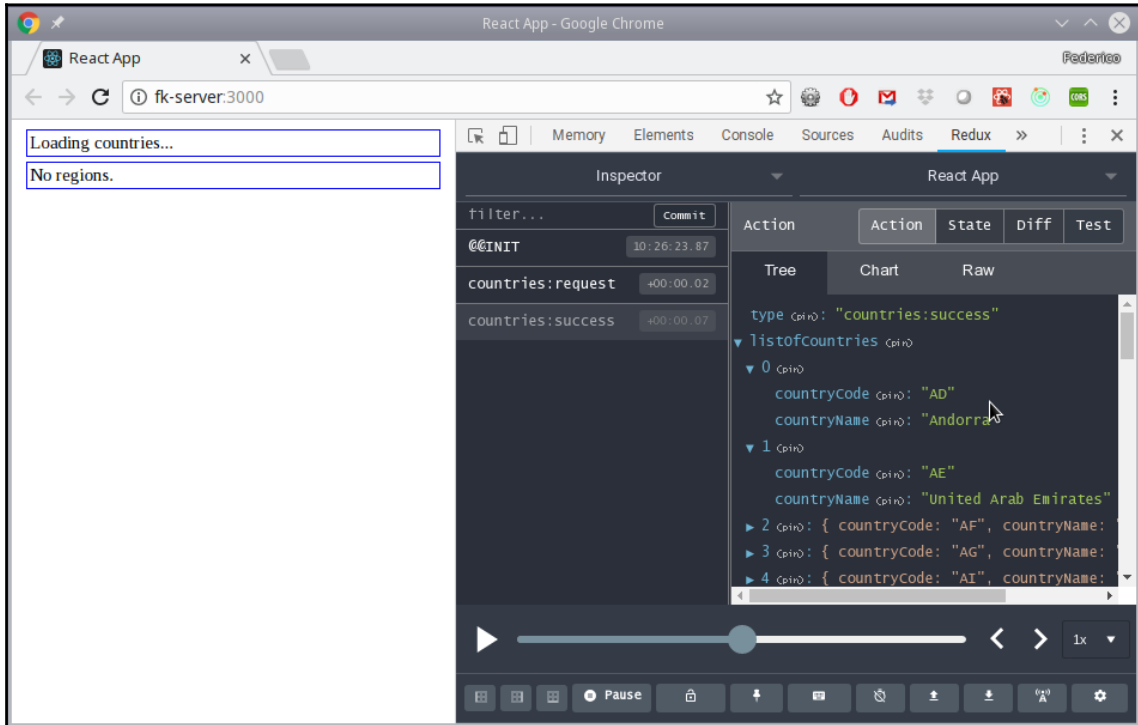 React App - Google Chrome
React App
Federico
fk-server:3000
CORS
Loading countries...
No regions.
Memory Elements Console Sources Audits Redux »
Inspector React App
filter... Commit
@@INIT 10:26:23.87
countries:request +00:00.02
countries:success +00:00.07
Action Action State Diff Test
Tree Chart Raw
type (pin): "countries:success"
listOfCountries (pin)
0 (pin)
countryCode (pin): "AD"
countryName (pin): "Andorra
1 (pin)
countryCode (pin): "AE"
countryName (pin): "United Arab Emirates"
2 (pin): { countryCode: "AF", countryName: "
3 (pin): { countryCode: "AG", countryName: "
4 (pin): { countryCode: "AI", countryName: "
1x
Pause